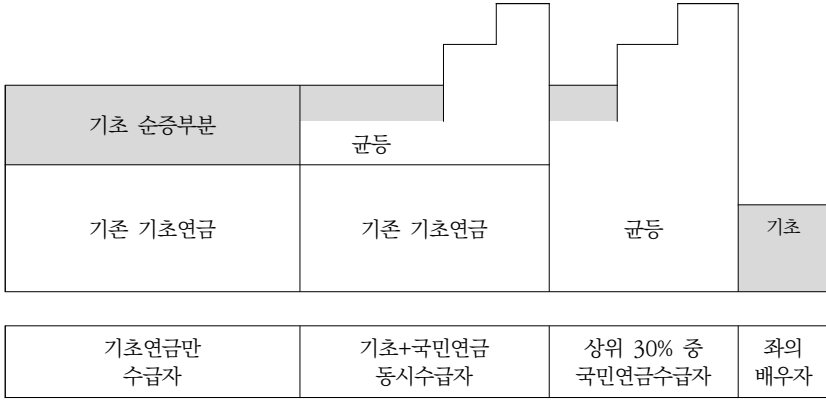 기초 순증부분
균등
기존 기초연금
기존 기초연금
균등
기초
기초연금만
수급자
기초+국민연금
동시수급자
상위 30% 중
국민연금수급자
좌의
배우자